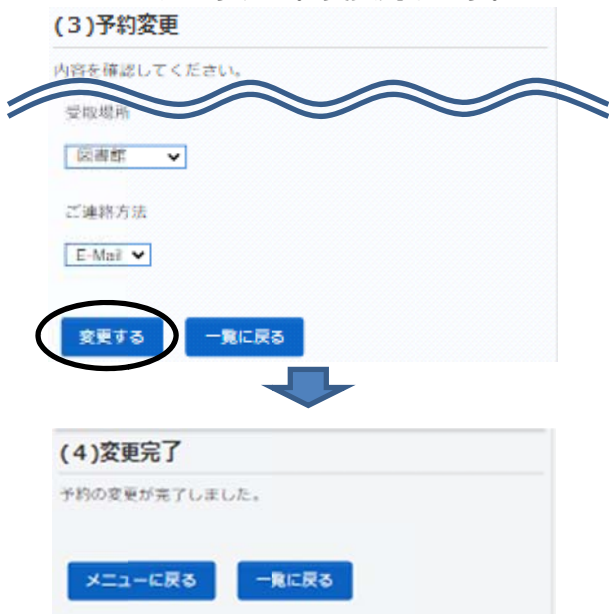 (3)予約変更
内容を確認してください。
受取場所
図書館
ご連絡方法
E-Mail
変更する 一覧に戻る
(4)変更完了
予約の変更が完了しました。
メニューに戻る 一覧に戻る